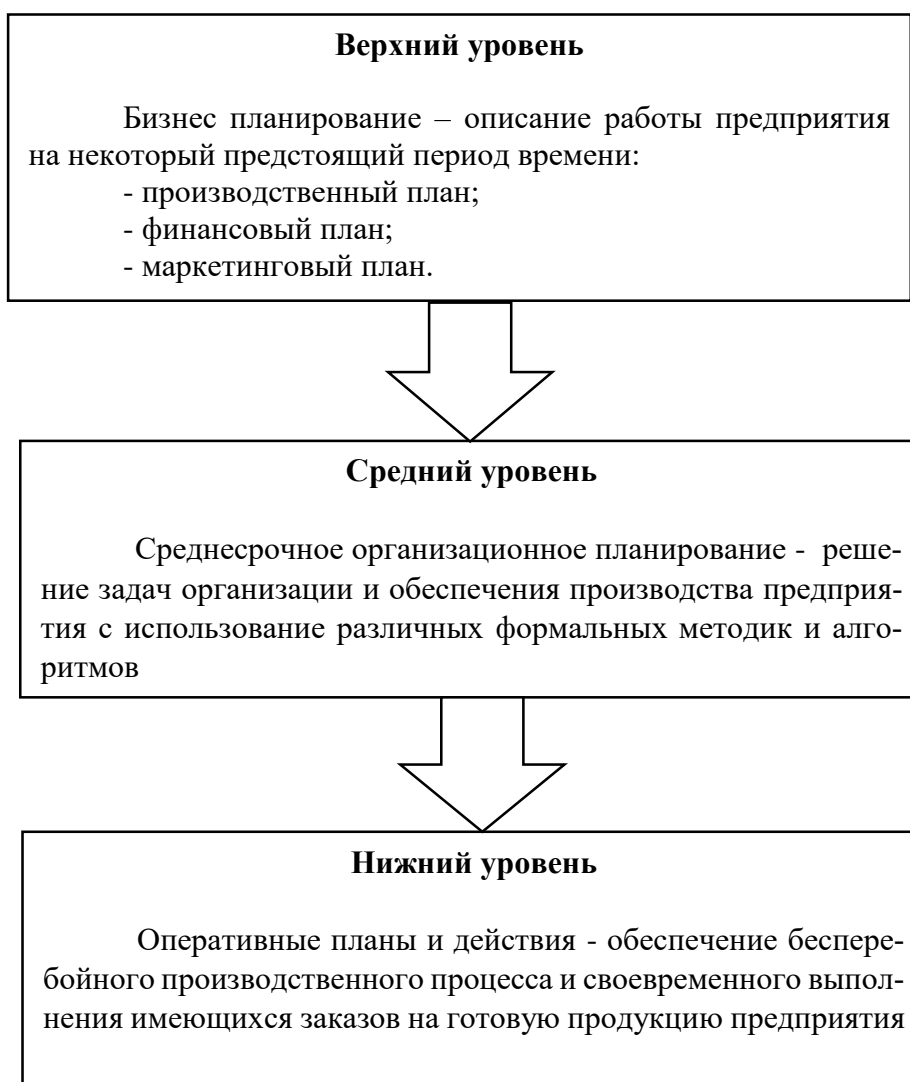 Верхний уровень
Бизнес планирование – описание работы предприятия
на некоторый предстоящий период времени:
- производственный план;
- финансовый план;
- маркетинговый план.
Средний уровень
Среднесрочное организационное планирование - реше-
ние задач организации и обеспечения производства предприя-
тия с использование различных формальных методик и алго-
ритмов
Нижний уровень
Оперативные планы и действия - обеспечение беспере-
бойного производственного процесса и своевременного выпол-
нения имеющихся заказов на готовую продукцию предприятия